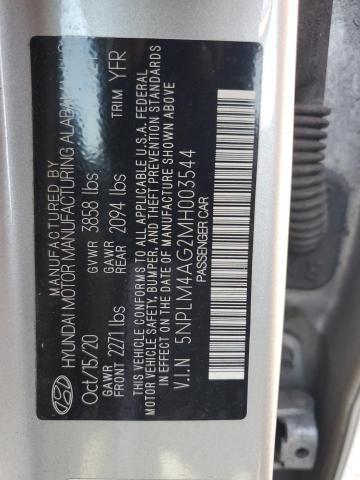 MANUFACTURED BY
HYUNDAI MOTOR MANUFACTURING ALABAMA
Oct/15/20 GVWR 3858 lbs
GAWR FRONT 2271 lbs GAWR REAR 2094 lbs TRIM YFR
THIS VEHICLE CONFORMS TO ALL APPLICABLE U.S.A. FEDERAL
MOTOR VEHICLE SAFETY, BUMPER, AND THEFT PREVENTION STANDARDS
IN EFFECT ON THE DATE OF MANUFACTURE SHOWN ABOVE
V.I.N 5NPLM4AG2MH003544
PASSENGER CAR